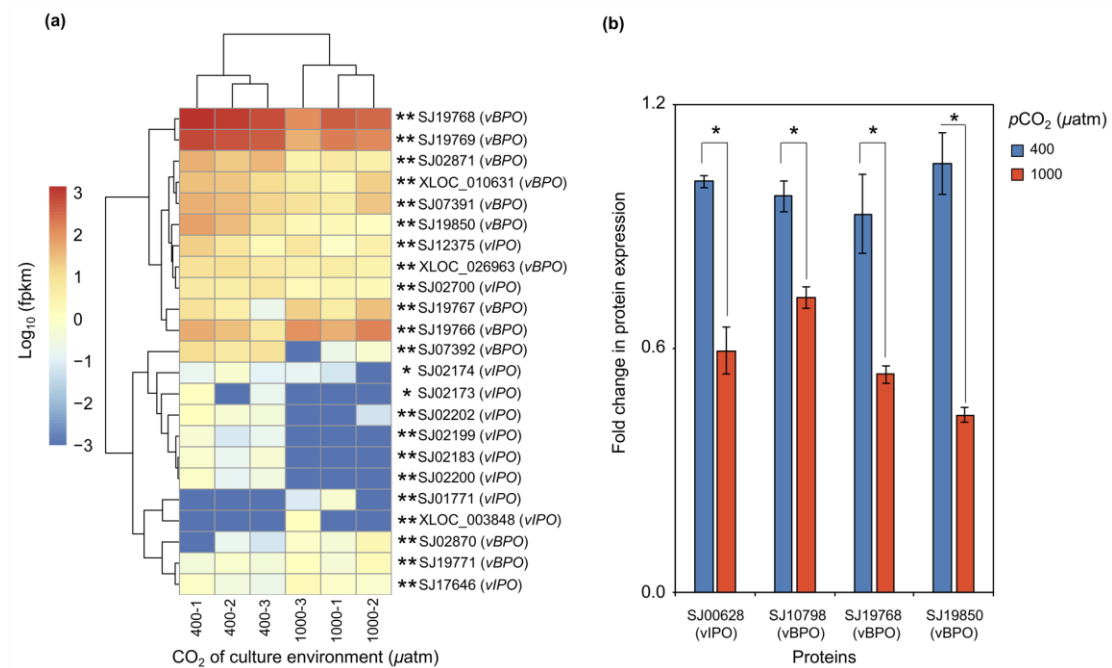 (a)
**SJ19768 (vBPO)
**SJ19769 (vBPO)
**SJ02871 (vBPO)
**XLOC_010631 (vBPO)
**SJ07391 (vBPO)
**SJ19850 (vBPO)
**SJ12375 (vIPO)
**XLOC_026963 (vBPO)
**SJ02700 (vIPO)
**SJ19767 (vBPO)
**SJ19766 (vBPO)
**SJ07392 (vBPO)
* SJ02174 (vIPO)
* SJ02173 (vIPO)
**SJ02202 (vIPO)
**SJ02199 (vIPO)
**SJ02183 (vIPO)
**SJ02200 (vIPO)
**SJ01771 (vIPO)
**XLOC_003848 (vIPO)
**SJ02870 (vBPO)
**SJ19771 (vBPO)
**SJ17646 (vIPO)
Log10 (fpkm)
3
2
1
0
−1
−2
−3
400-1
400-2
400-3
1000-3
1000-1
1000-2
CO2 of culture environment (µatm)
(b)
Fold change in protein expression
1.2
0.6
0.0
*
*
*
*
pCO2 (µatm)
400
1000
SJ00628 SJ10798 SJ19768 SJ19850
(vIPO) (vBPO) (vBPO) (vBPO)
Proteins